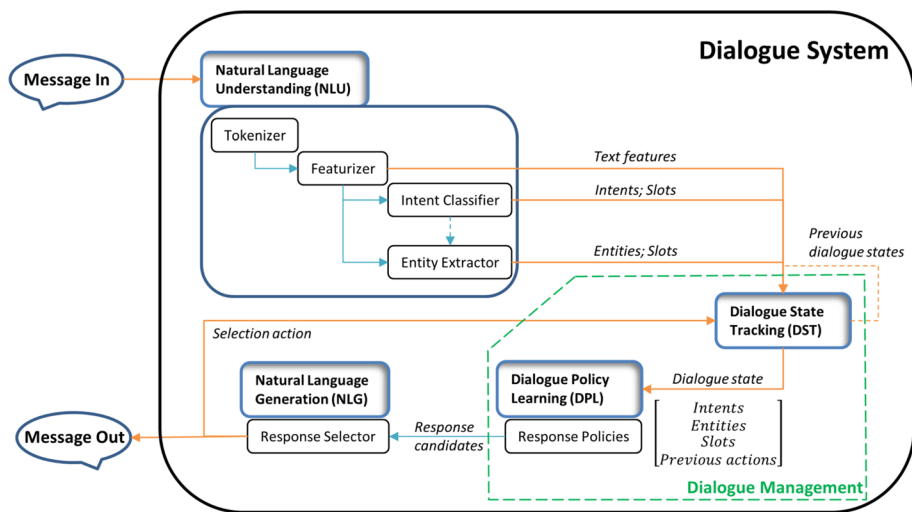 Dialogue System
Message In
Natural Language
Understanding (NLU)
Tokenizer
Featurizer
Text features
Intent Classifier
Intents; Slots
Entity Extractor
Entities; Slots
Previous
dialogue states
Dialogue State
Tracking (DST)
Selection action
Natural Language
Generation (NLG)
Dialogue Policy
Learning (DPL)
Dialogue state
Intents
Entities
Slots
Previous actions
Message Out
Response Selector
Response
candidates
Response Policies
Dialogue Management